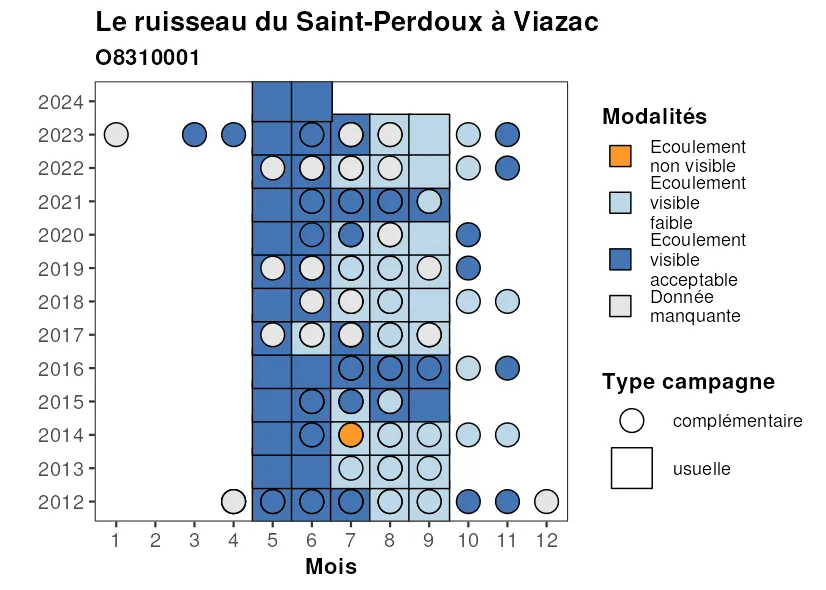 Le ruisseau du Saint-Perdoux à Viazac
O8310001
2024
2023
2022
2021
2020
2019
2018
2017
2016
2015
2014
2013
2012
1 2 3 4 5 6 7 8 9 10 11 12
Mois
Modalités
Ecoulement
non visible
Ecoulement
visible
faible
Ecoulement
visible
acceptable
Donnée
manquante
Type campagne
complémentaire
usuelle